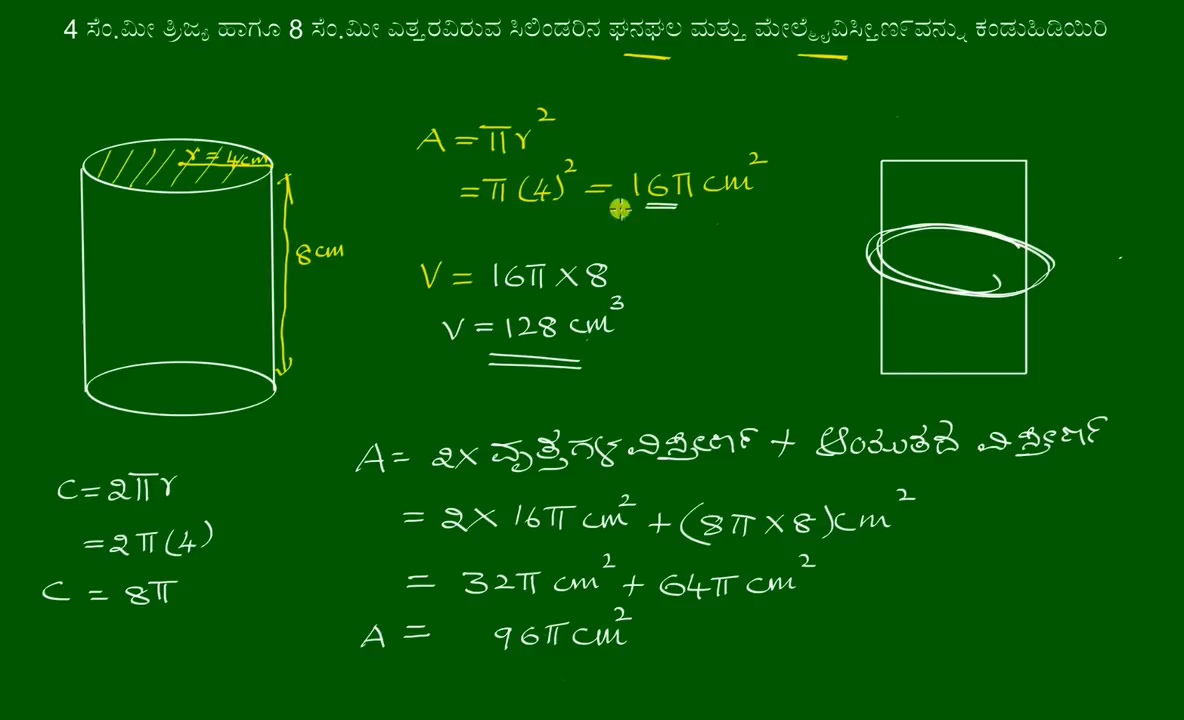 4 ಸೆಂ.ಮೀ ತ್ರಿಜ್ಯ ಹಾಗೂ 8 ಸೆಂ.ಮೀ ಎತ್ತರವಿರುವ ಸಿಲಿಂಡರಿನ ಘನಫಲ ಮತ್ತು ಮೇಲ್ಮೈವಿಸ್ತೀರ್ಣವನ್ನು ಕಂಡುಹಿಡಿಯಿರಿ
r = 4cm
8cm
A = πr²
= π(4)² = 16π cm²
V = 16π × 8
V = 128 cm³
A = 2× ವೃತ್ತಗಳ ವಿಸ್ತೀರ್ಣ + ಆಯತದ ವಿಸ್ತೀರ್ಣ
= 2× 16π cm² + (8π × 8)cm²
= 32π cm² + 64π cm²
A = 96π cm²
C = 2πr
= 2π(4)
C = 8π